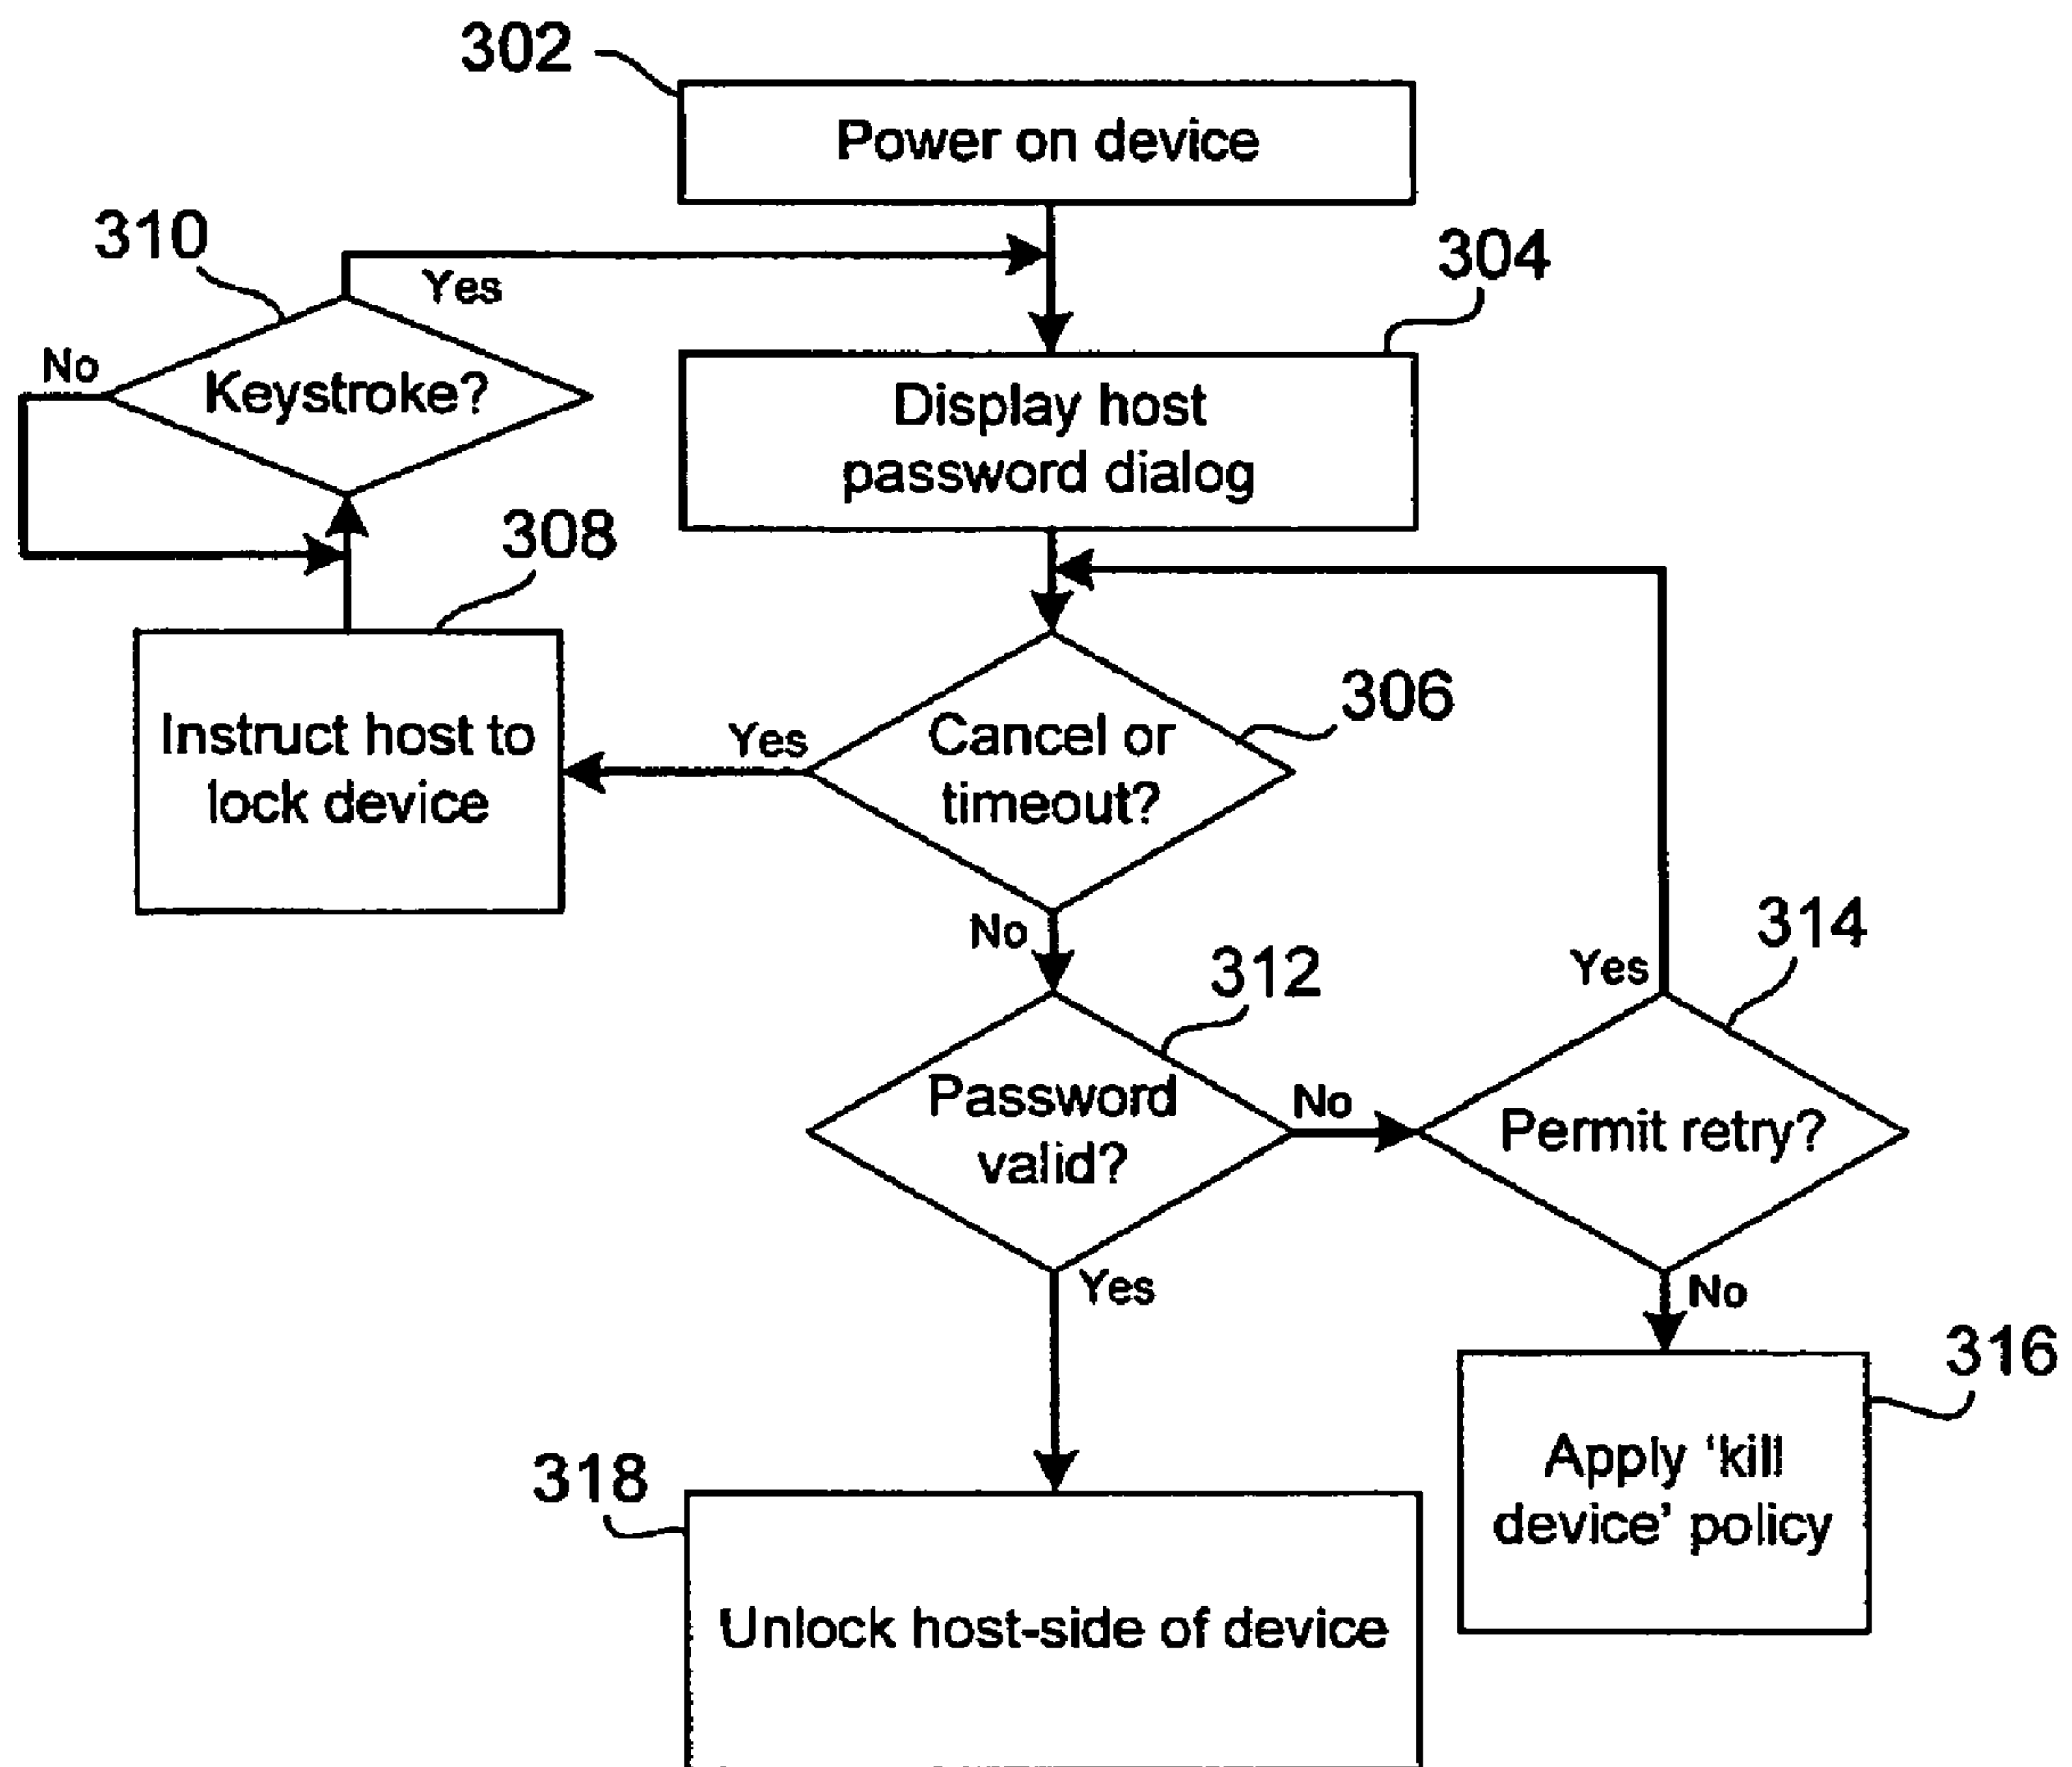 302
Power on device
310
Yes
304
No
Keystroke?
Display host
password dialog
308
306
Instruct host to
lock device
Yes
Cancel or
timeout?
No
314
312
Yes
Password
valid?
No
Permit retry?
Yes
No
316
318
Apply 'kill
device' policy
Unlock host-side of device